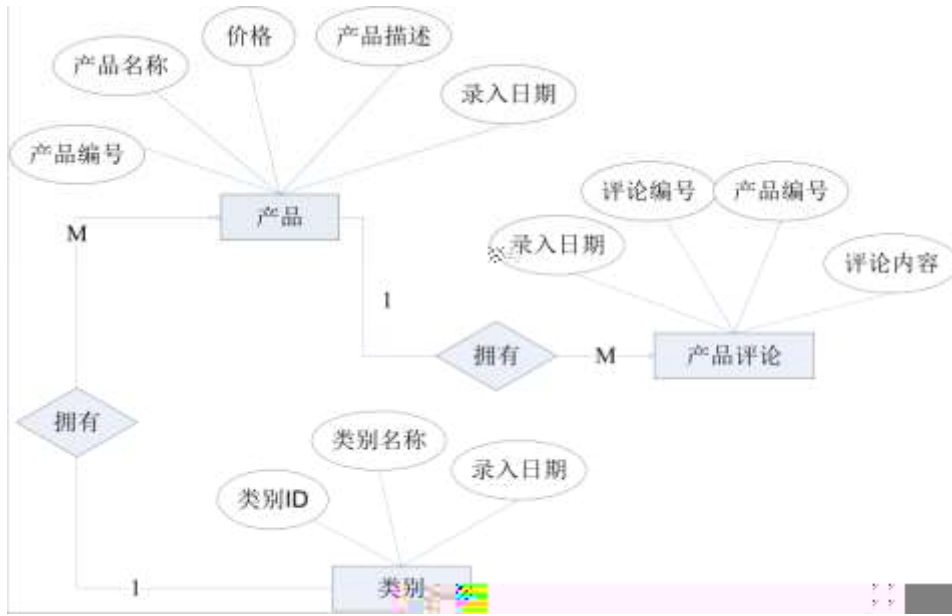 价格
产品描述
产品名称
录入日期
产品编号
评论编号
产品编号
产品
M
录入日期
评论内容
1
拥有
M
产品评论
拥有
类别名称
录入日期
类别ID
1
类别